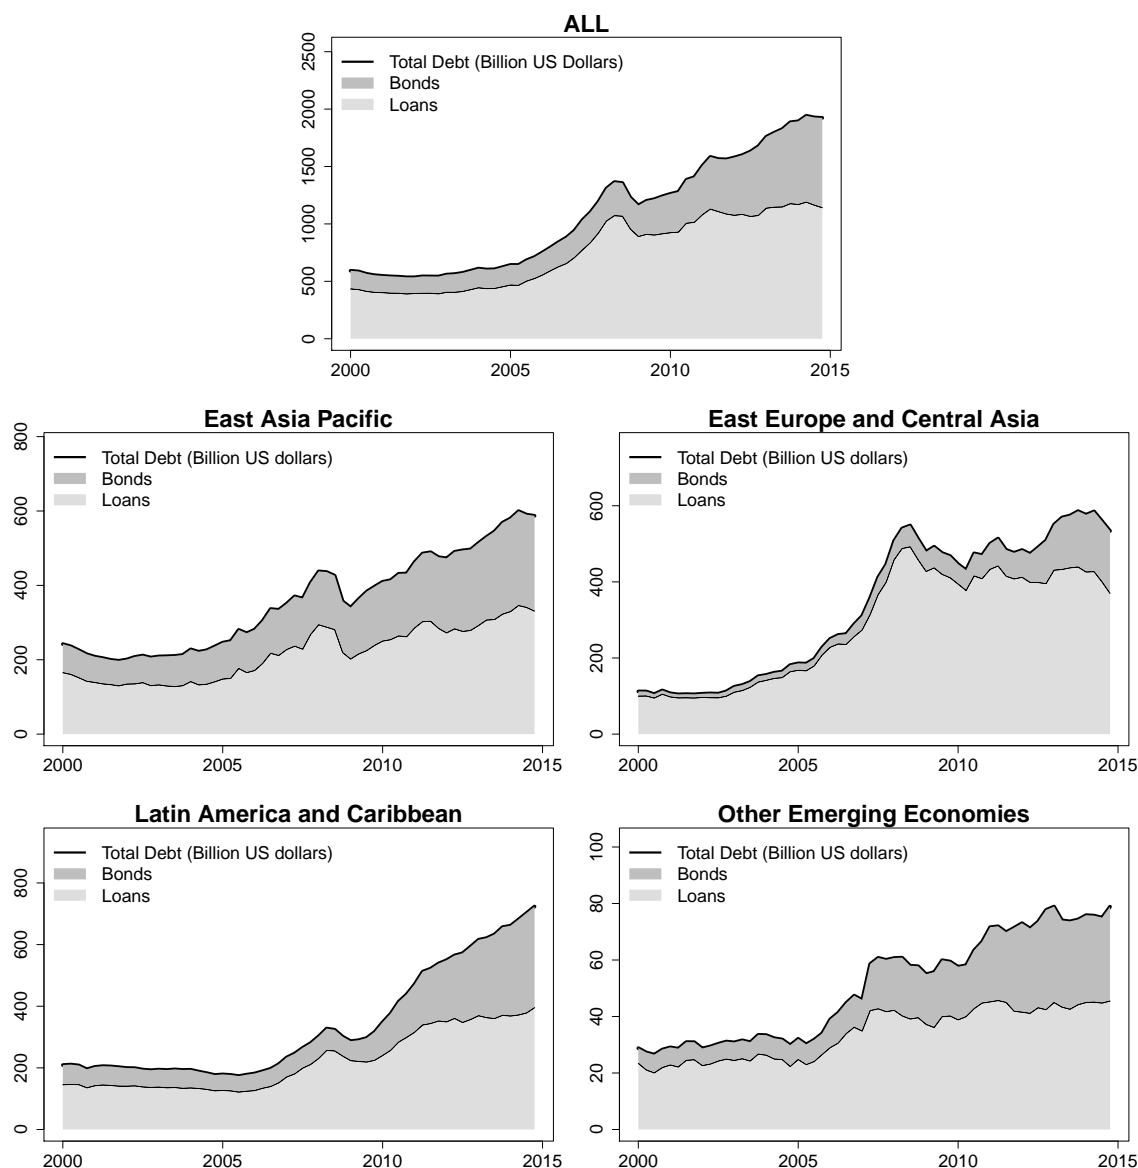 ALL
Total Debt (Billion US Dollars)
Bonds
Loans
2500
2000
1500
1000
500
0
2000 2005 2010 2015
East Asia Pacific
Total Debt (Billion US dollars)
Bonds
Loans
800
600
400
200
0
2000 2005 2010 2015
East Europe and Central Asia
Total Debt (Billion US dollars)
Bonds
Loans
600
400
200
0
2000 2005 2010 2015
Latin America and Caribbean
Total Debt (Billion US dollars)
Bonds
Loans
800
600
400
200
0
2000 2005 2010 2015
Other Emerging Economies
Total Debt (Billion US dollars)
Bonds
Loans
100
80
60
40
20
0
2000 2005 2010 2015